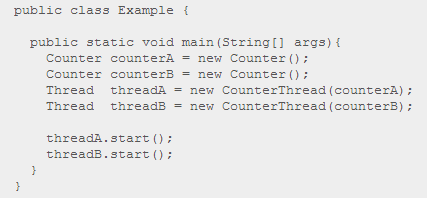 public class Example {
public static void main(String[] args){
Counter counterA = new Counter();
Counter counterB = new Counter();
Thread  threadA = new CounterThread(counterA);
Thread  threadB = new CounterThread(counterB);
threadA.start();
threadB.start();
}
}